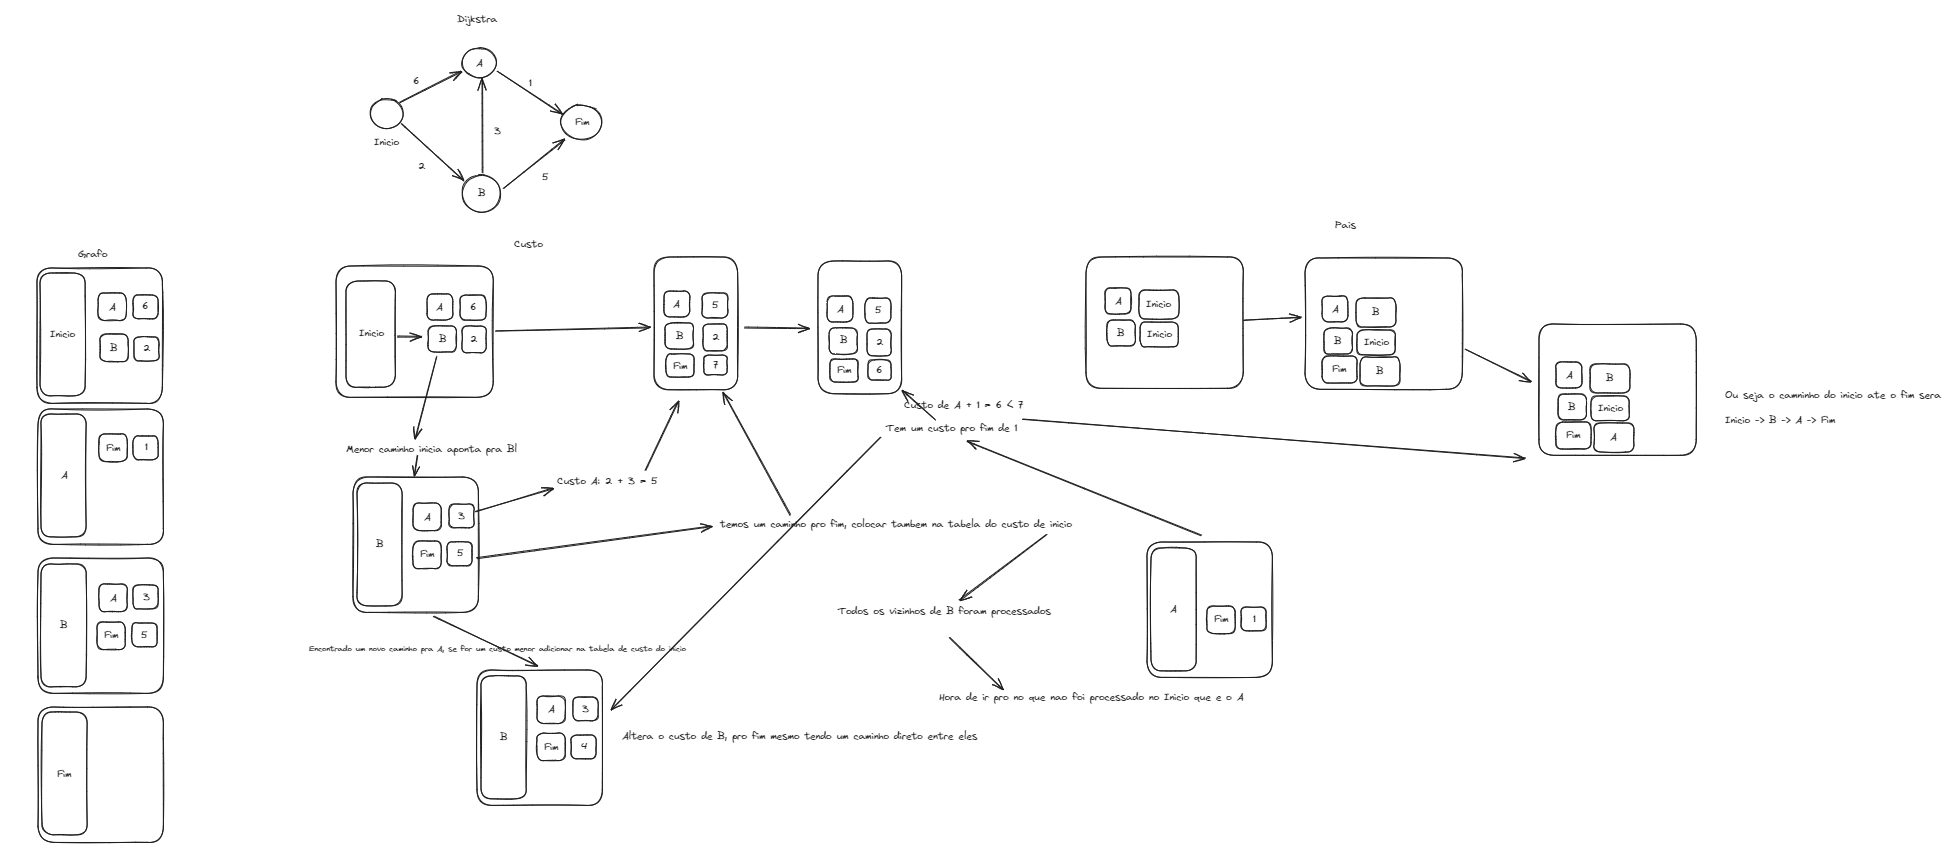 Dijkstra
A
6
1
Inicio
Fim
3
2
5
B
Grafo
Inicio
A
6
B
2
A
Fim
1
B
A
3
Fim
5
Fim
Custo
Inicio
A
6
B
2
A
5
B
2
Fim
7
A
5
B
2
Fim
6
Menor caminho inicia aponta pra B!
B
A
3
Fim
5
Custo A: 2 + 3 = 5
Custo de A + 1 = 6 < 7
Tem um custo pro fim de 1
temos um caminho pro fim, colocar tambem na tabela do custo de inicio
Todos os vizinhos de B foram processados
Hora de ir pro no que nao foi processado no Inicio que e o A
A
Fim
1
Encontrado um novo caminho pra A, se for um custo menor adicionar na tabela de custo do inicio
B
A
3
Fim
4
Altera o custo de B, pro fim mesmo tendo um caminho direto entre eles
Pais
A
Inicio
B
Inicio
A
B
B
Inicio
Fim
B
A
B
B
Inicio
Fim
A
Ou seja o camninho do inicio ate o fim sera
Inicio -> B -> A -> Fim